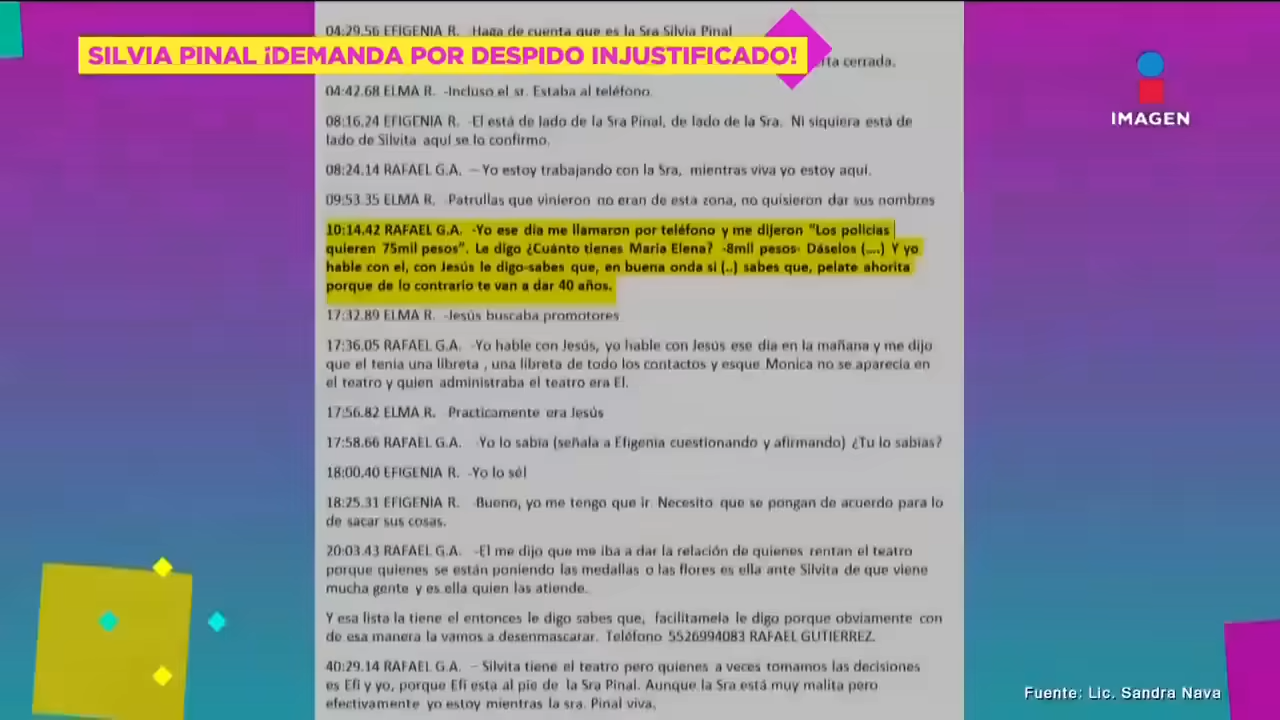 04:29.56 EFIGENIA R. -Haga de cuenta que es la Sra Silvia Pinal
SILVIA PINAL ¡DEMANDA POR DESPIDO INJUSTIFICADO!
cerrada.
IMAGEN
04:42.68 ELMA R. -Incluso el sr. Estaba al teléfono.
08:16.24 EFIGENIA R. -El está de lado de la Sra Pinal, de lado de la Sra. Ni siquiera está de
lado de Silvita aquí se lo confirmo.
08:24.14 RAFAEL G.A. – Yo estoy trabajando con la Sra, mientras viva yo estoy aquí.
09:53.35 ELMA R. -Patrullas que vinieron no eran de esta zona, no quisieron dar sus nombres
10:14.42 RAFAEL G.A. -Yo ese dia me llamaron por teléfono y me dijeron "Los policías
quieren 75mil pesos". Le digo ¿Cuánto tienes Maria Elena? -8mil pesos- Dáselos (....) Y yo
hable con el, con Jesús le digo-sabes que, en buena onda si (..) sabes que, pelate ahorita
porque de lo contrario te van a dar 40 años.
17:32.89 ELMA R. -Jesús buscaba promotores
17:36.05 RAFAEL G.A. -Yo hable con Jesús, yo hable con Jesús ese dia en la mañana y me dijo
que el tenia una libreta , una libreta de todo los contactos y esque Monica no se aparecia en
el teatro y quien administraba el teatro era El.
17:56.82 ELMA R. Practicamente era Jesús
17:58.66 RAFAEL G.A. Yo lo sabia (señala a Efigenia cuestionando y afirmando) ¿Tu lo sabias?
18:00.40 EFIGENIA R. -Yo lo sé!
18:25.31 EFIGENIA R. -Bueno, yo me tengo que ir. Necesito que se pongan de acuerdo para lo
de sacar sus cosas.
20:03.43 RAFAEL G.A. -El me dijo que me iba a dar la relación de quienes rentan el teatro
porque quienes se están poniendo las medallas o las flores es ella ante Silvita de que viene
mucha gente y es ella quien las atiende.
Y esa lista la tiene el entonces le digo sabes que, facilitamela le digo porque obviamente con
de esa manera la vamos a desenmascarar. Teléfono 5526994083 RAFAEL GUTIERREZ.
40:29.14 RAFAEL G.A. – Silvita tiene el teatro pero quienes a veces tomamos las decisiones
es Efi y yo, porque Efi esta al pie de la Sra Pinal. Aunque la Sra está muy malita pero
efectivamente yo estoy mientras la sra. Pinal viva.
Fuente: Lic. Sandra Nava